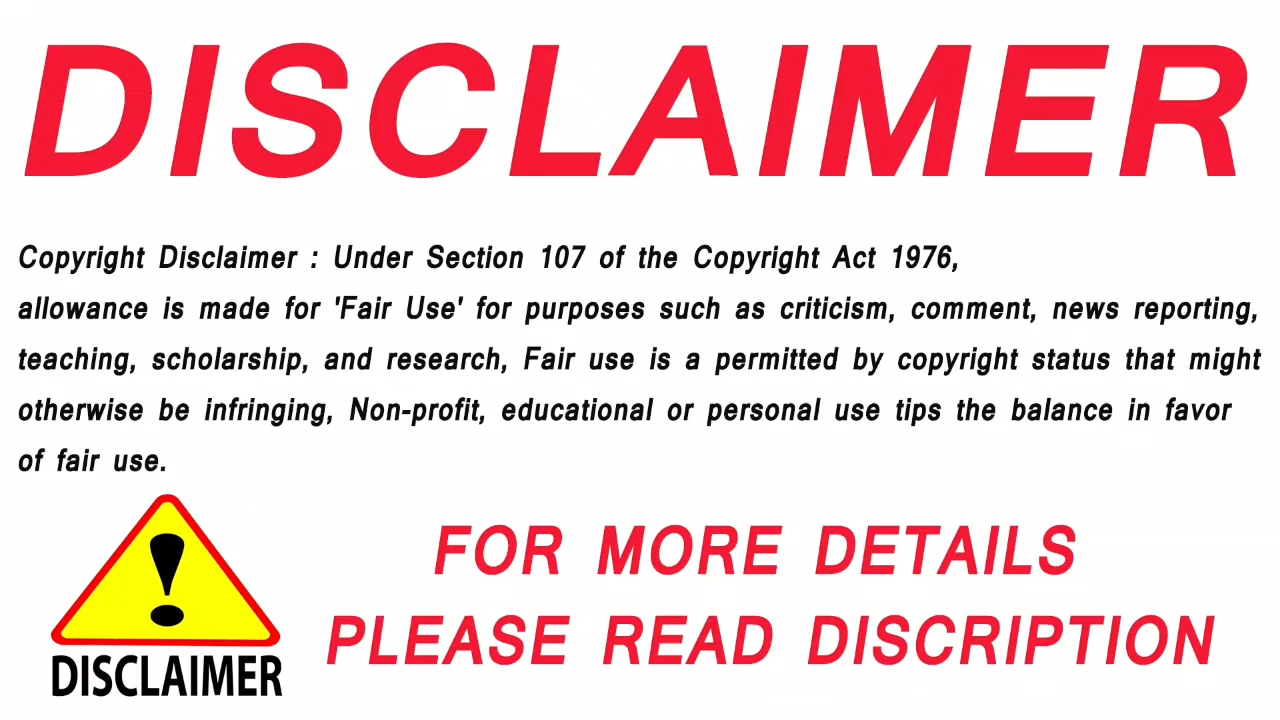 DISCLAIMER
Copyright Disclaimer : Under Section 107 of the Copyright Act 1976,
allowance is made for 'Fair Use' for purposes such as criticism, comment, news reporting,
teaching, scholarship, and research, Fair use is a permitted by copyright status that might
otherwise be infringing, Non-profit, educational or personal use tips the balance in favor
of fair use.
FOR MORE DETAILS
PLEASE READ DISCRIPTION
DISCLAIMER